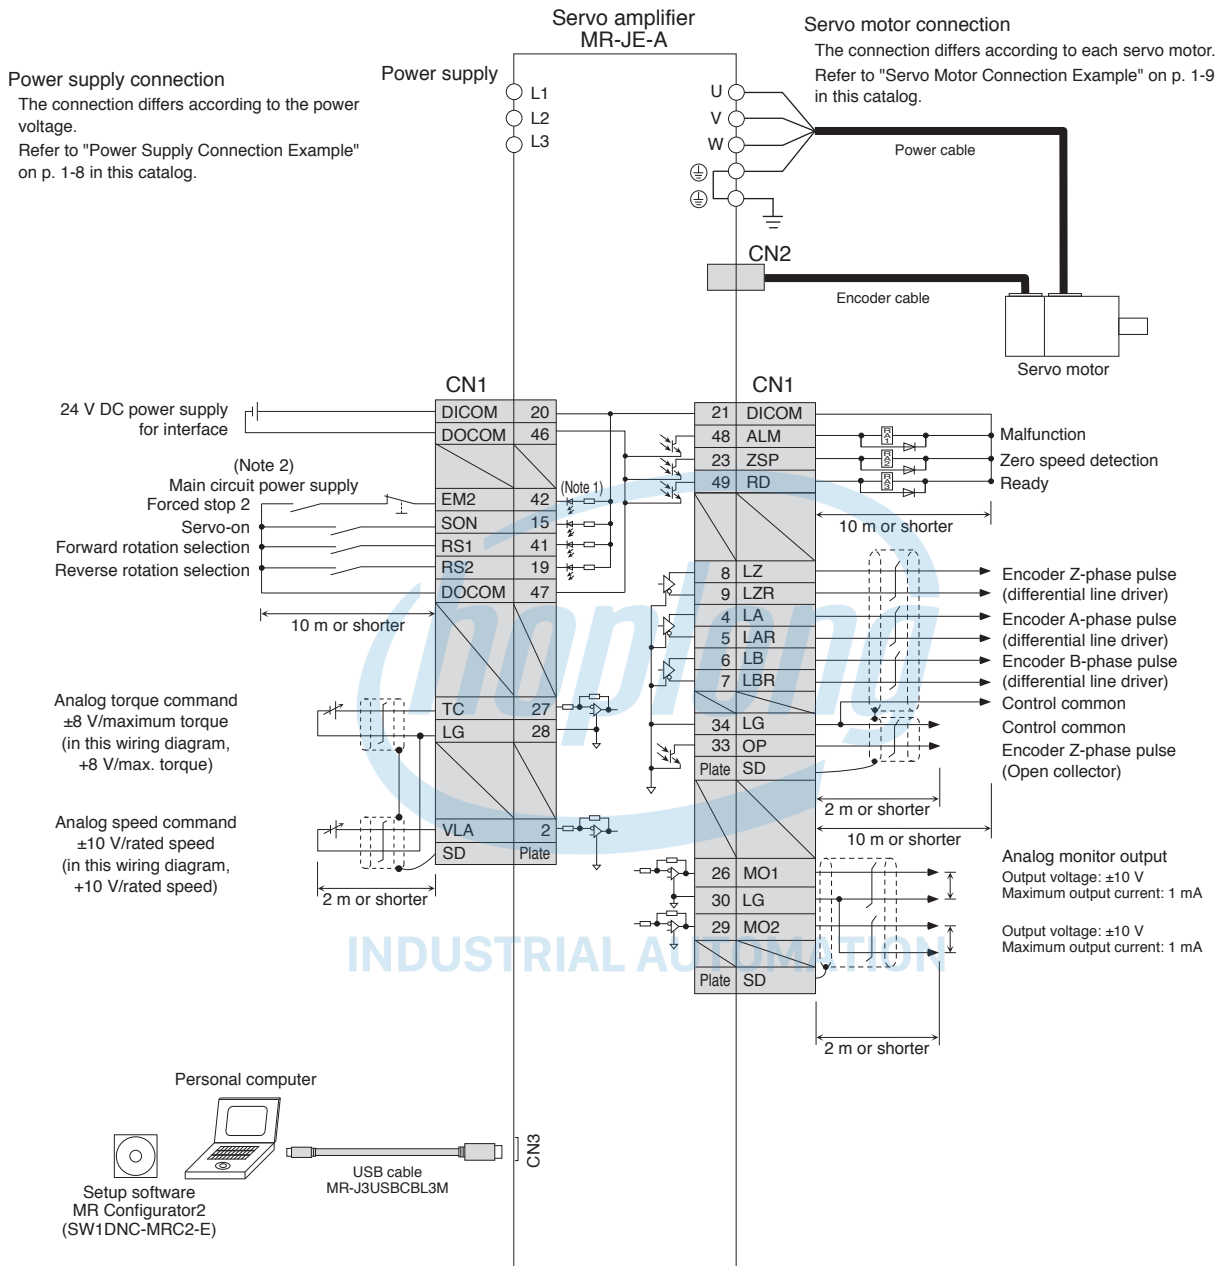 Servo amplifier
MR-JE-A
Servo motor connection
The connection differs according to each servo motor.
Refer to "Servo Motor Connection Example" on p. 1-9
in this catalog.
Power supply connection
The connection differs according to the power
voltage.
Refer to "Power Supply Connection Example"
on p. 1-8 in this catalog.
Power supply
L1
L2
L3
U
V
W
Power cable
CN2
Encoder cable
Servo motor
CN1
24 V DC power supply
for interface
DICOM 20
DOCOM 46
(Note 2)
Main circuit power supply
Forced stop 2
EM2 42
(Note 1)
Servo-on
SON 15
Forward rotation selection
RS1 41
Reverse rotation selection
RS2 19
DOCOM 47
10 m or shorter
Analog torque command
±8 V/maximum torque
(in this wiring diagram,
+8 V/max. torque)
TC 27
LG 28
Analog speed command
±10 V/rated speed
(in this wiring diagram,
+10 V/rated speed)
VLA 2
SD Plate
2 m or shorter
CN1
21 DICOM
48 ALM
RA1
Malfunction
23 ZSP
RA2
Zero speed detection
49 RD
RA3
Ready
10 m or shorter
8 LZ
9 LZR
Encoder Z-phase pulse
(differential line driver)
4 LA
5 LAR
Encoder A-phase pulse
(differential line driver)
6 LB
7 LBR
Encoder B-phase pulse
(differential line driver)
Control common
34 LG
Control common
33 OP
Encoder Z-phase pulse
(Open collector)
Plate SD
2 m or shorter
10 m or shorter
26 MO1
30 LG
29 MO2
Plate SD
Analog monitor output
Output voltage: ±10 V
Maximum output current: 1 mA
Output voltage: ±10 V
Maximum output current: 1 mA
2 m or shorter
hoplong
INDUSTRIAL AUTOMATION
Personal computer
CN3
USB cable
MR-J3USBCBL3M
Setup software
MR Configurator2
(SW1DNC-MRC2-E)